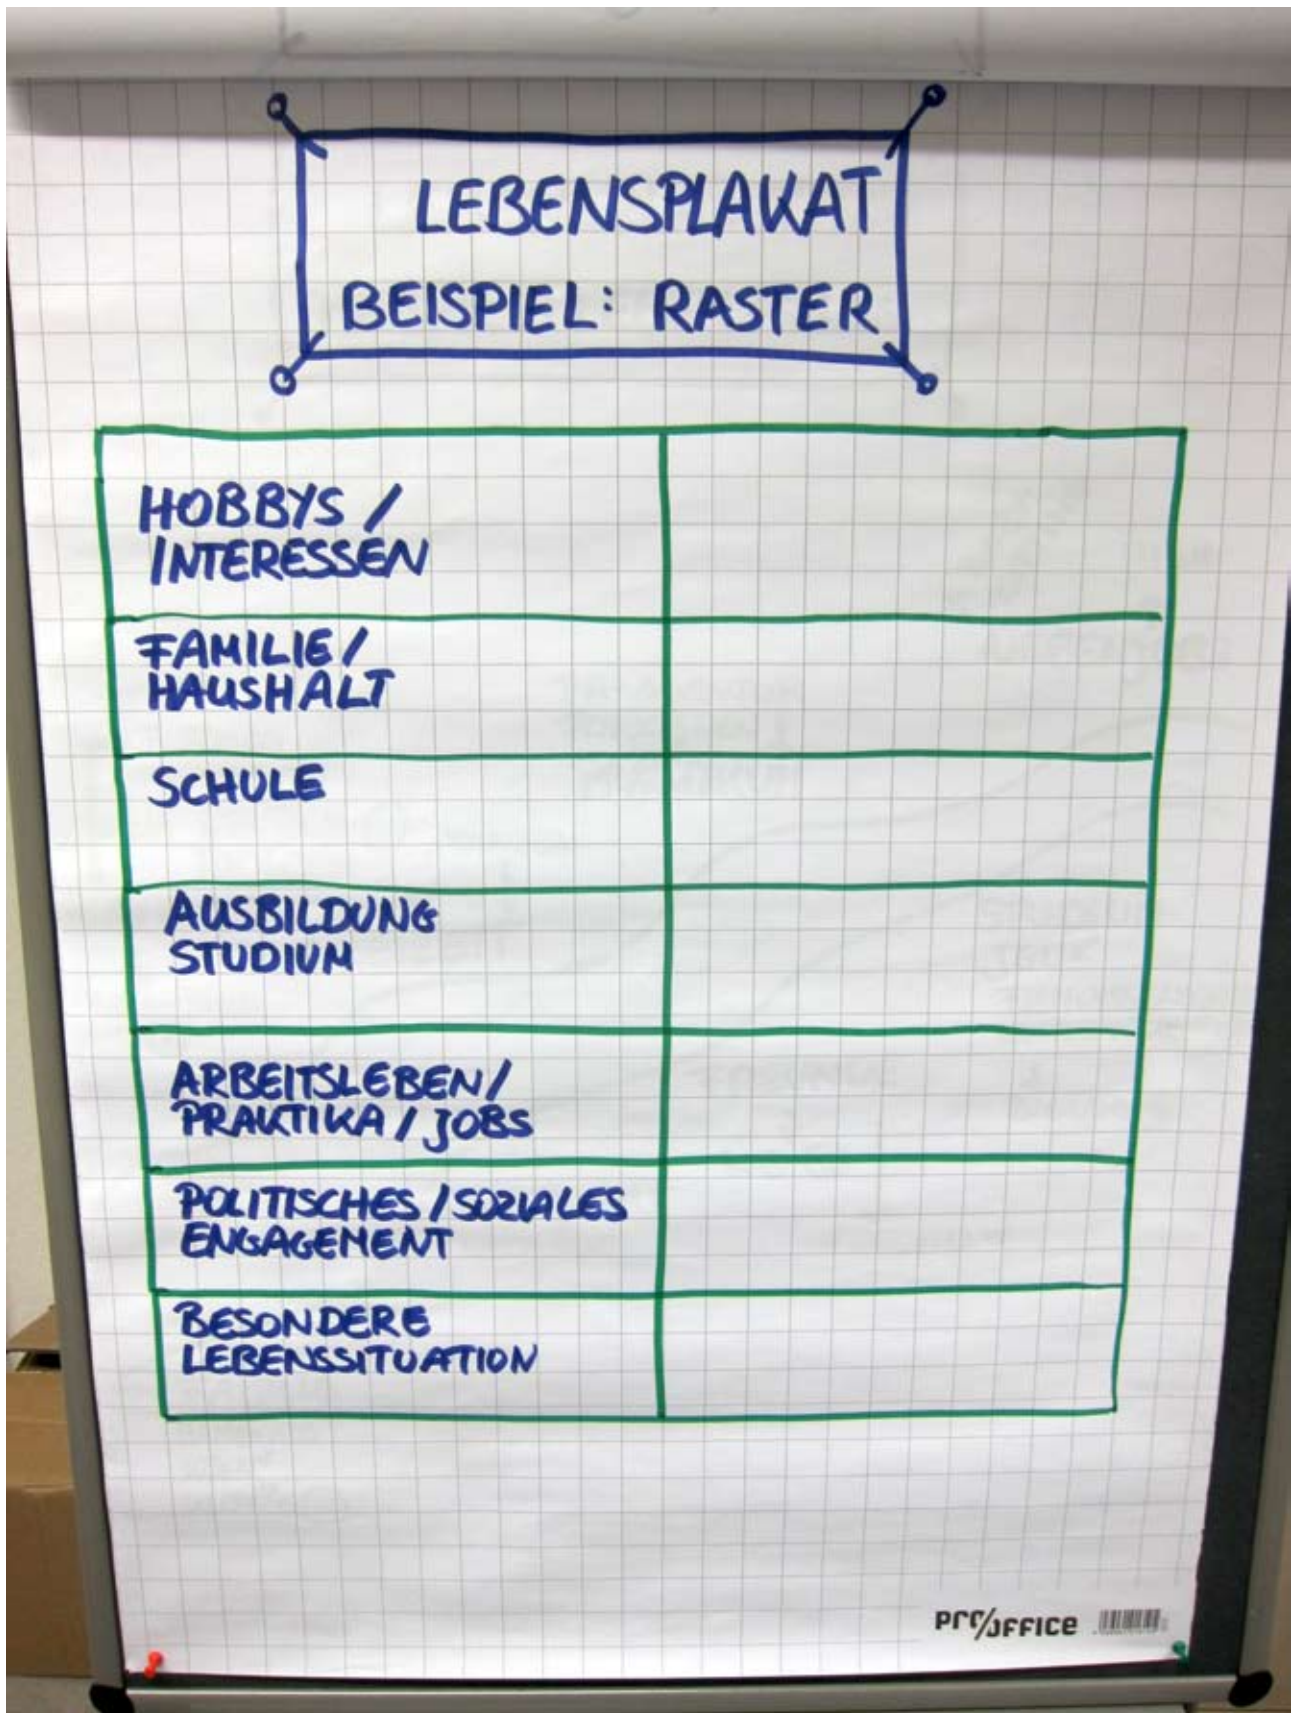 LEBENSPLAKAT
BEISPIEL: RASTER
HOBBYS /
INTERESSEN
FAMILIE /
HAUSHALT
SCHULE
AUSBILDUNG
STUDIUM
ARBEITSLEBEN /
PRAKTIKA / JOBS
POLITISCHES / SOZIALES
ENGAGEMENT
BESONDERE
LEBENSSITUATION
pro/office